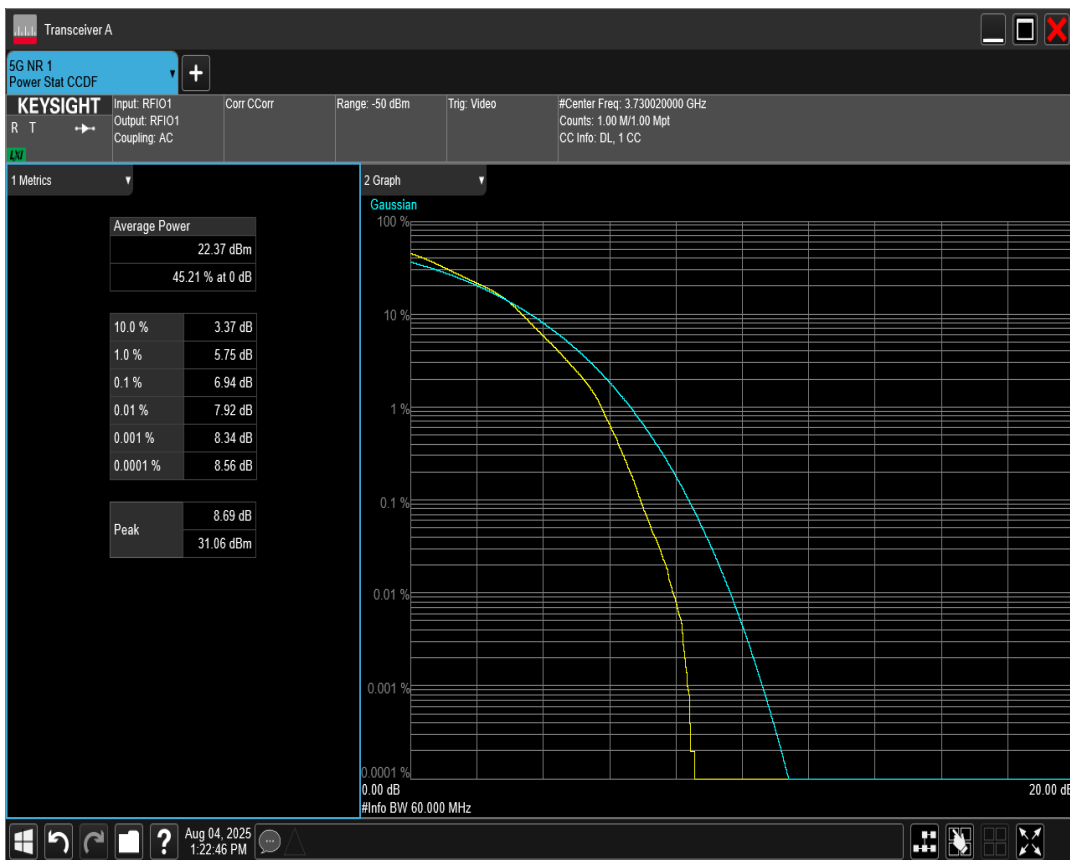 Transceiver A
5G NR 1
Power Stat CCDF
+
KEYSIGHT
R T
LXI
Input: RFIO1
Output: RFIO1
Coupling: AC
Corr CCorr
Range: -50 dBm
Trig: Video
#Center Freq: 3.730020000 GHz
Counts: 1.00 M/1.00 Mpt
CC Info: DL, 1 CC
1 Metrics
Average Power
22.37 dBm
45.21 % at 0 dB
10.0 % 3.37 dB
1.0 % 5.75 dB
0.1 % 6.94 dB
0.01 % 7.92 dB
0.001 % 8.34 dB
0.0001 % 8.56 dB
Peak
8.69 dB
31.06 dBm
2 Graph
Gaussian
100 %
10 %
1 %
0.1 %
0.01 %
0.001 %
0.0001 %
0.00 dB 20.00 dB
#Info BW 60.000 MHz
?
Aug 04, 2025
1:22:46 PM